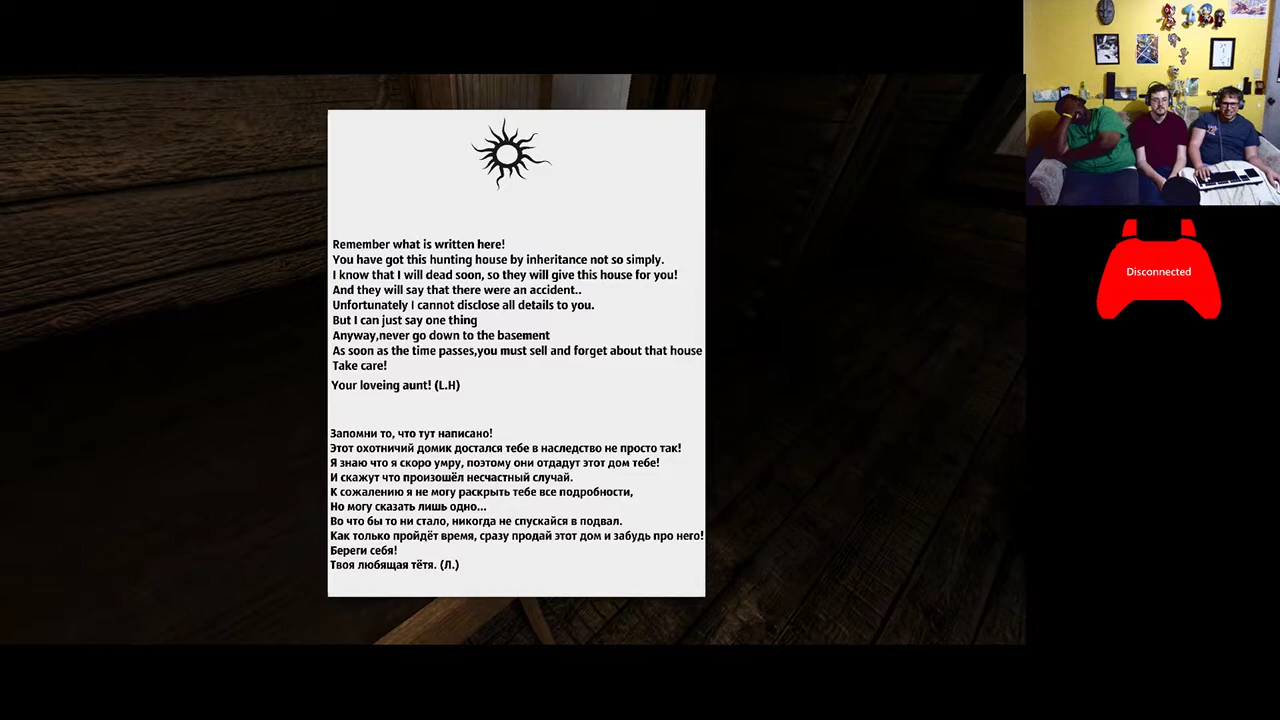 Remember what is written here!
You have got this hunting house by inheritance not so simply.
I know that I will dead soon, so they will give this house for you!
And they will say that there were an accident..
Unfortunately I cannot disclose all details to you.
But I can just say one thing
Anyway,never go down to the basement
As soon as the time passes,you must sell and forget about that house
Take care!
Your loveing aunt! (L.H)
Запомни то, что тут написано!
Этот охотничий домик достался тебе в наследство не просто так!
Я знаю что я скоро умру, поэтому они отдадут этот дом тебе!
И скажут что произошёл несчастный случай.
К сожалению я не могу раскрыть тебе все подробности,
Но могу сказать лишь одно...
Во что бы то ни стало, никогда не спускайся в подвал.
Как только пройдёт время, сразу продай этот дом и забудь про него!
Береги себя!
Твоя любящая тётя. (Л.)
Disconnected